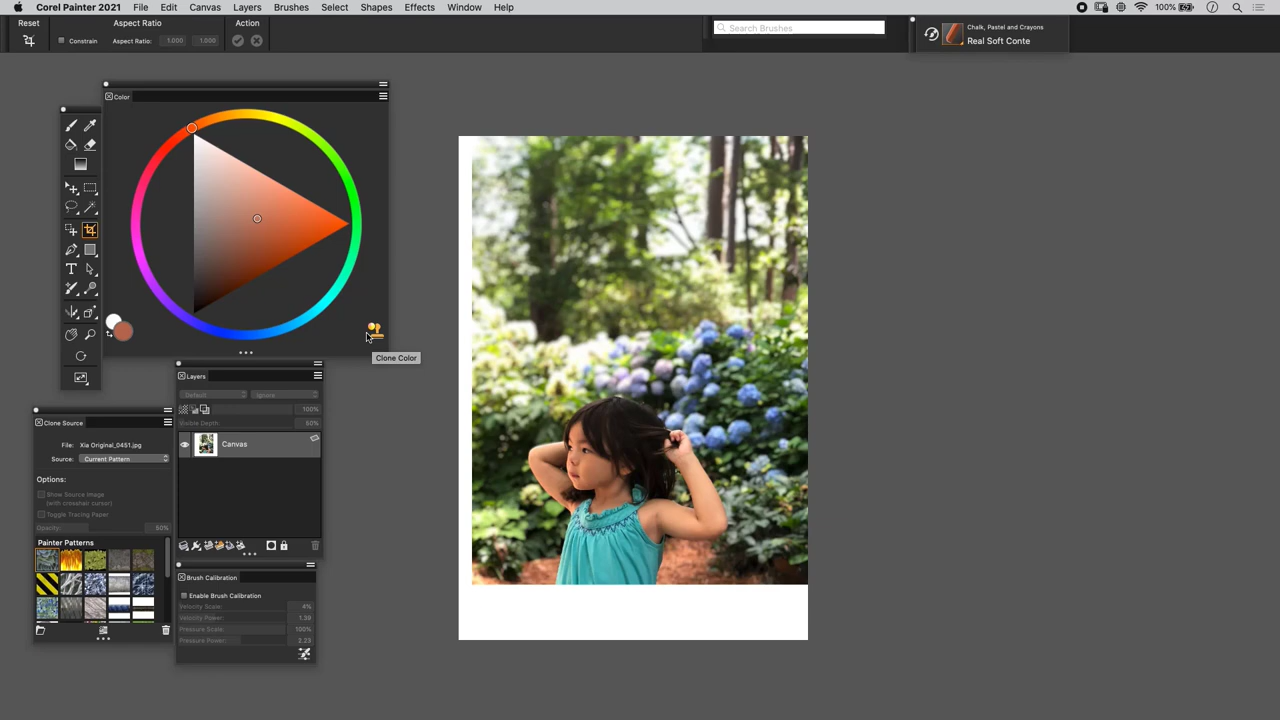 Corel Painter 2021 File Edit Canvas Layers Brushes Select Shapes Effects Window Help 100%
Reset Aspect Ratio Action
Constrain Aspect Ratio: 1.000 1.000
Search Brushes
Chalk, Pastel and Crayons
Real Soft Conte
Color
Clone Color
Layers
Default Ignore
100%
Visible Depth: 50%
Canvas
Clone Source
File: Xia Original_0451.jpg
Source: Current Pattern
Options:
Show Source Image
(with crosshair cursor)
Toggle Tracing Paper
Opacity: 50%
Painter Patterns
Brush Calibration
Enable Brush Calibration
Velocity Scale: 4%
Velocity Power: 1.39
Pressure Scale: 100%
Pressure Power: 2.23